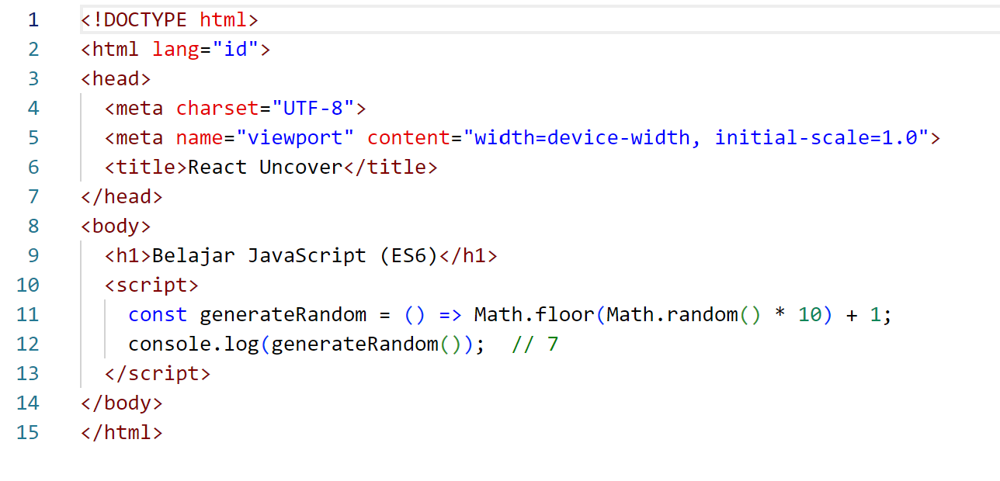 1 <!DOCTYPE html>
2 <html lang="id">
3 <head>
4   <meta charset="UTF-8">
5   <meta name="viewport" content="width=device-width, initial-scale=1.0">
6   <title>React Uncover</title>
7 </head>
8 <body>
9   <h1>Belajar JavaScript (ES6)</h1>
10   <script>
11     const generateRandom = () => Math.floor(Math.random() * 10) + 1;
12     console.log(generateRandom());  // 7
13   </script>
14 </body>
15 </html>